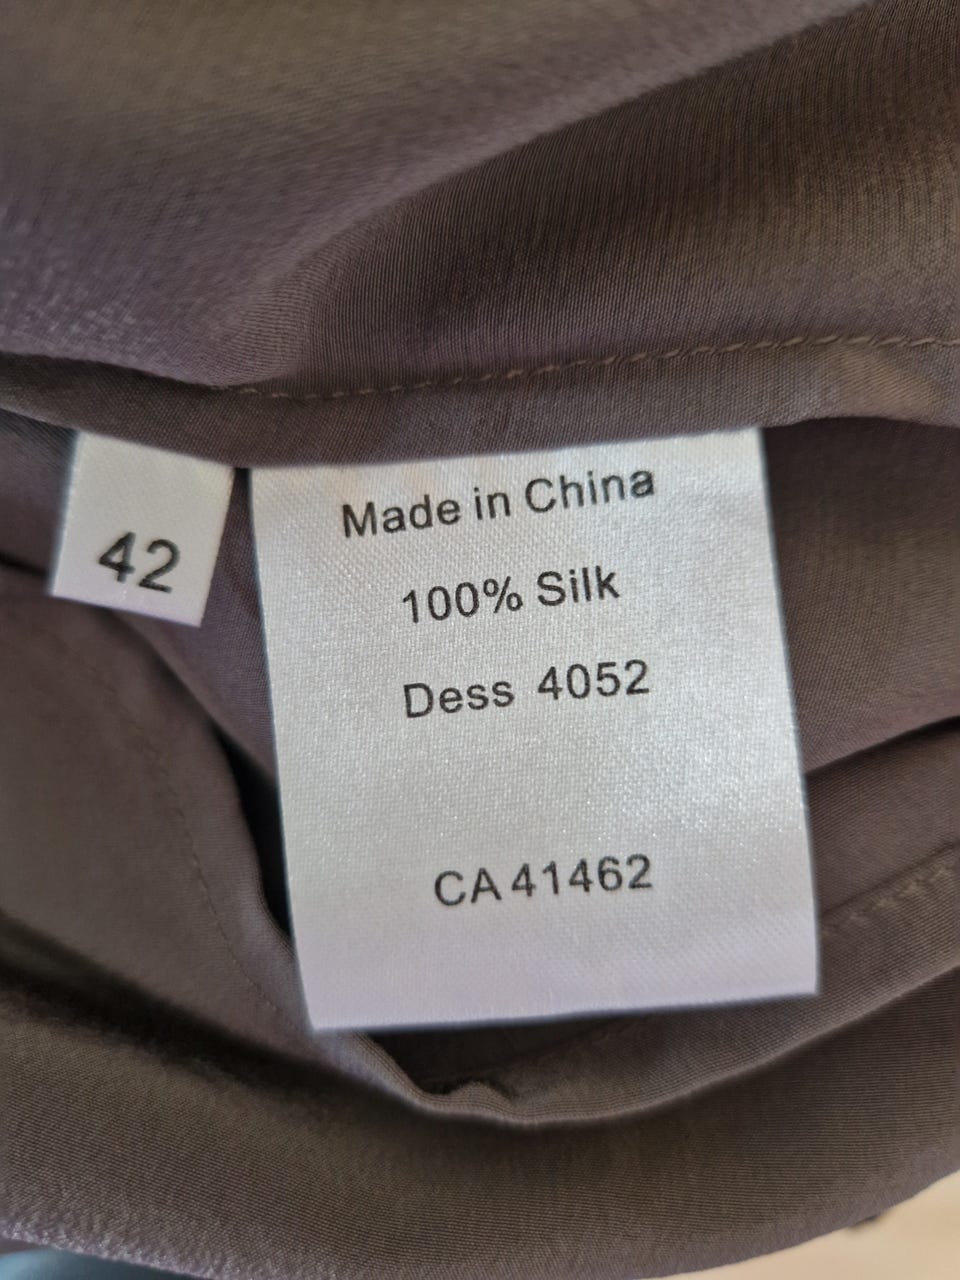 42
Made in China
100% Silk
Dess 4052
CA 41462